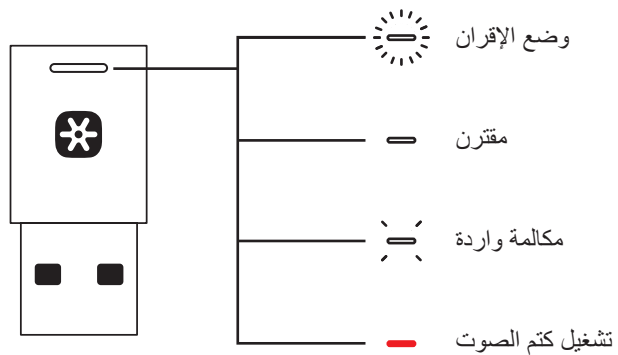 وضع الإقران
مقترن
مكالمة واردة
تشغيل كتم الصوت